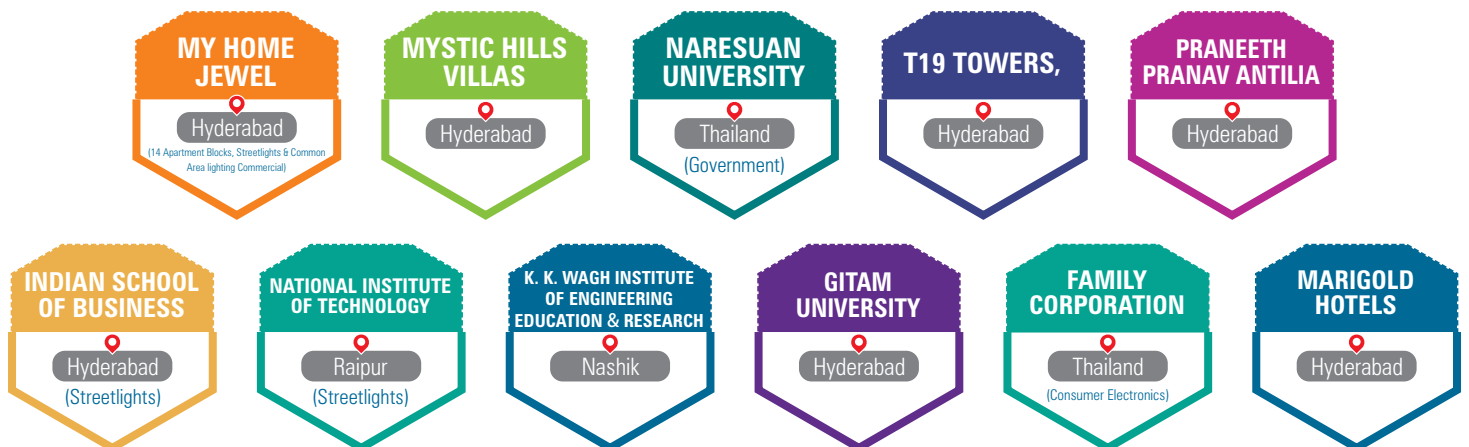 MY HOME
JEWEL
Hyderabad
(14 Apartment Blocks, Streetlights & Common
Area lighting Commercial)
MYSTIC HILLS
VILLAS
Hyderabad
NARESUAN
UNIVERSITY
Thailand
(Government)
T19 TOWERS,
Hyderabad
PRANEETH
PRANAV ANTILIA
Hyderabad
INDIAN SCHOOL
OF BUSINESS
Hyderabad
(Streetlights)
NATIONAL INSTITUTE
OF TECHNOLOGY
Raipur
(Streetlights)
K. K. WAGH INSTITUTE
OF ENGINEERING
EDUCATION & RESEARCH
Nashik
GITAM
UNIVERSITY
Hyderabad
FAMILY
CORPORATION
Thailand
(Consumer Electronics)
MARIGOLD
HOTELS
Hyderabad